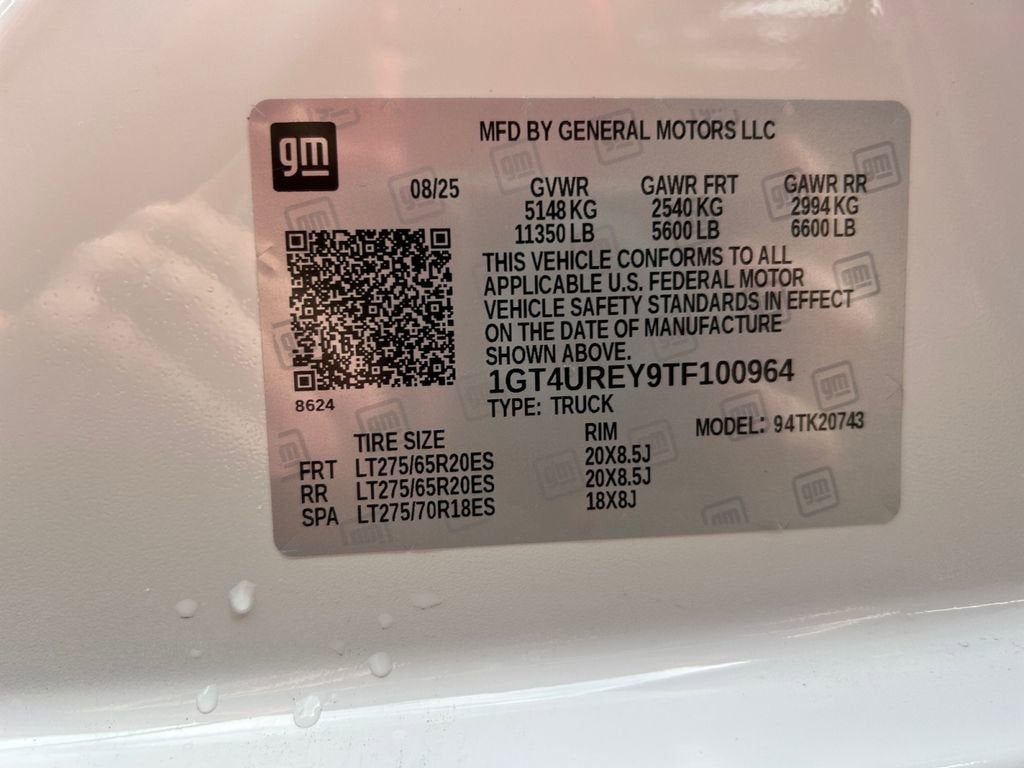 gm
MFD BY GENERAL MOTORS LLC
08/25 GVWR GAWR FRT GAWR RR
5148 KG 2540 KG 2994 KG
11350 LB 5600 LB 6600 LB
THIS VEHICLE CONFORMS TO ALL
APPLICABLE U.S. FEDERAL MOTOR
VEHICLE SAFETY STANDARDS IN EFFECT
ON THE DATE OF MANUFACTURE
SHOWN ABOVE.
1GT4UREY9TF100964
8624
TYPE: TRUCK
MODEL: 94TK20743
TIRE SIZE RIM
FRT LT275/65R20ES 20X8.5J
RR LT275/65R20ES 20X8.5J
SPA LT275/70R18ES 18X8J